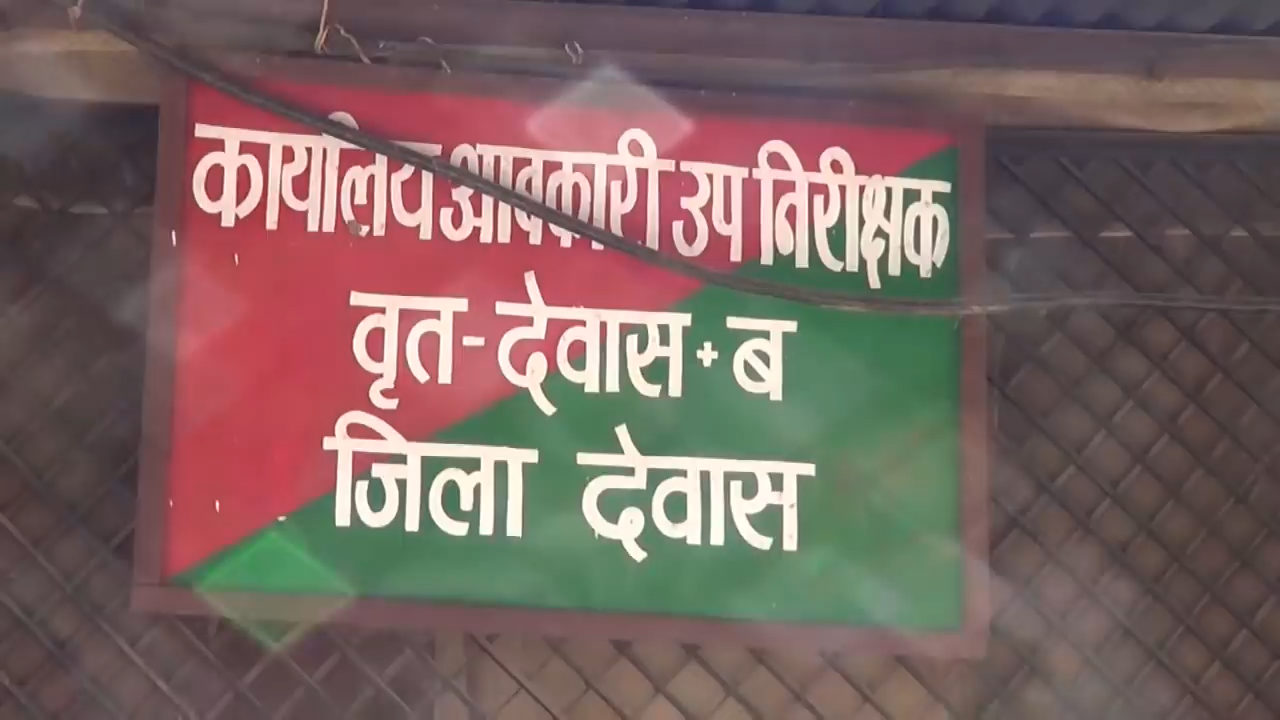 कार्यालय आबकारी उप निरीक्षक
वृत-देवास+ब
जिला देवास